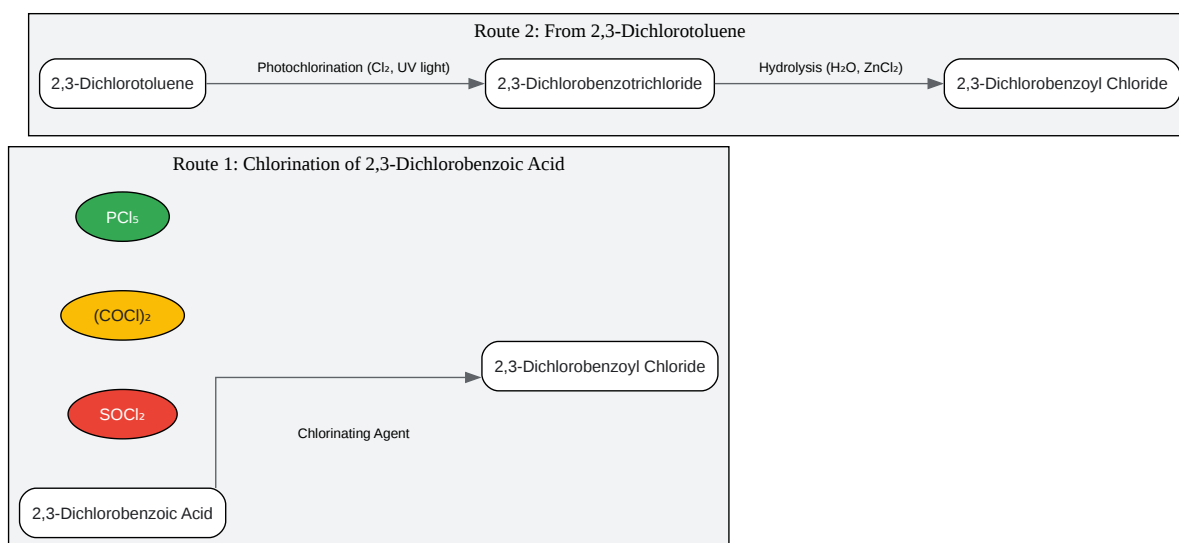 Route 2: From 2,3-Dichlorotoluene
2,3-Dichlorotoluene
Photochlorination (Cl₂, UV light)
2,3-Dichlorobenzotrichloride
Hydrolysis (H₂O, ZnCl₂)
2,3-Dichlorobenzoyl Chloride
Route 1: Chlorination of 2,3-Dichlorobenzoic Acid
PCl₅
(COCl)₂
2,3-Dichlorobenzoyl Chloride
SOCl₂
Chlorinating Agent
2,3-Dichlorobenzoic Acid